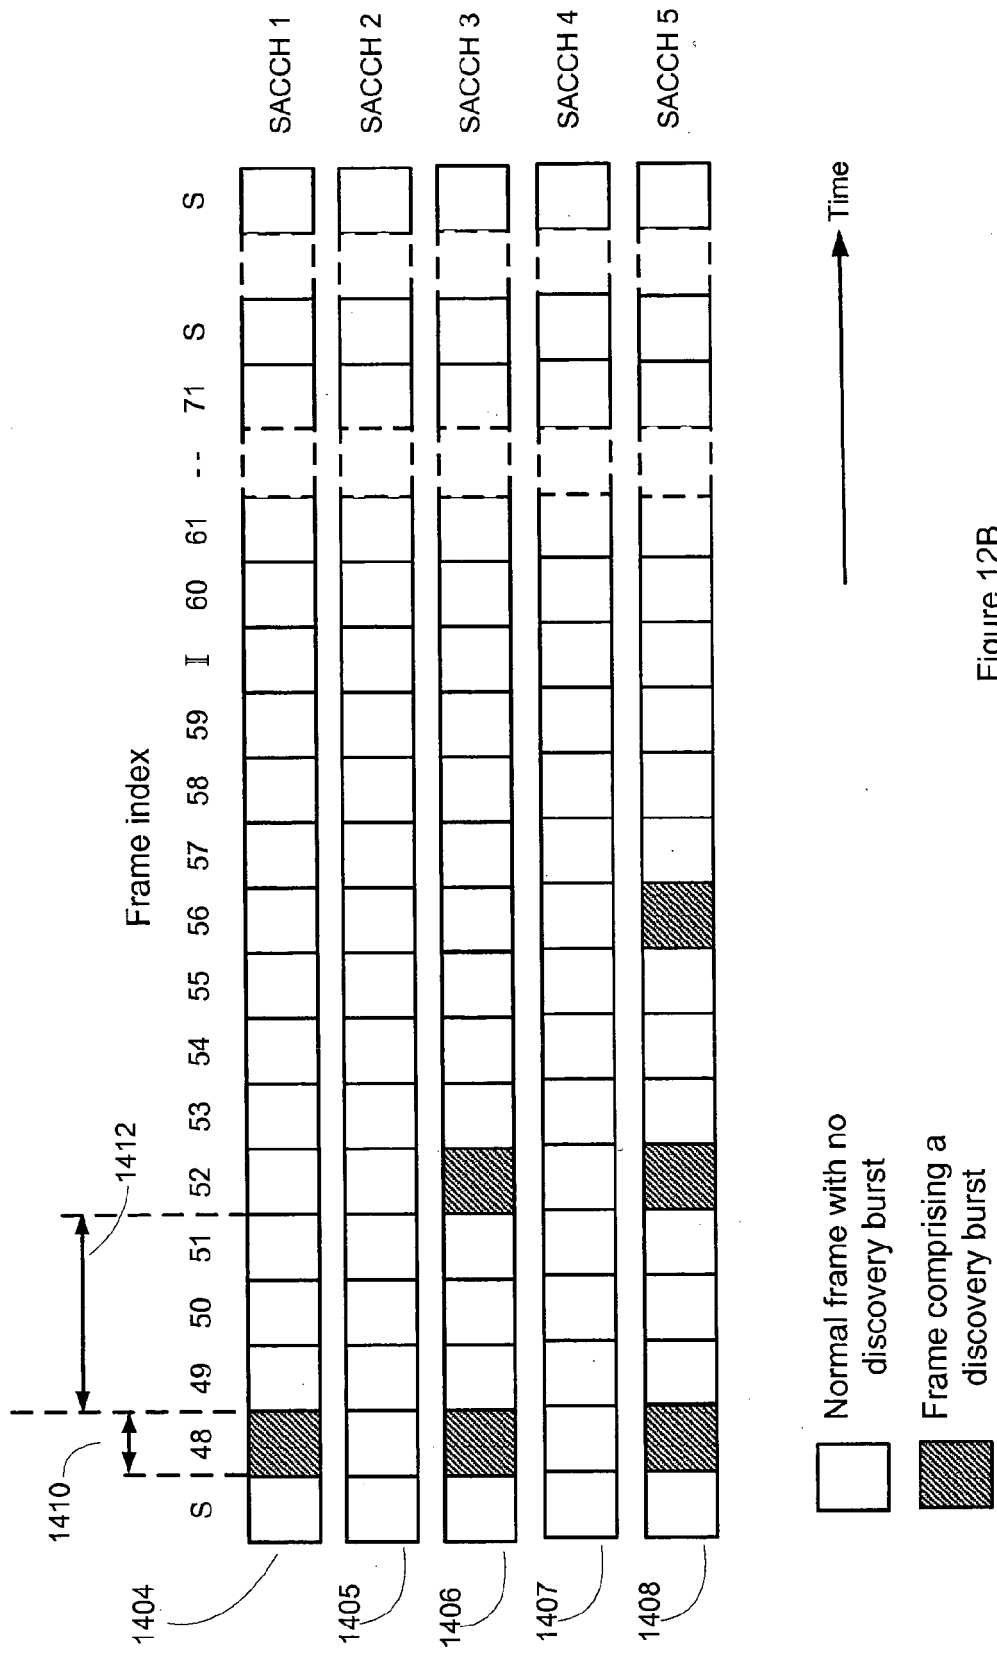 1410
1412
Frame index
S 48 49 50 51 52 53 54 55 56 57 58 59 I 60 61 -- 71 S S
1404 SACCH 1
1405 SACCH 2
1406 SACCH 3
1407 SACCH 4
1408 SACCH 5
Time
Normal frame with no
discovery burst
Frame comprising a
discovery burst
Figure 12B